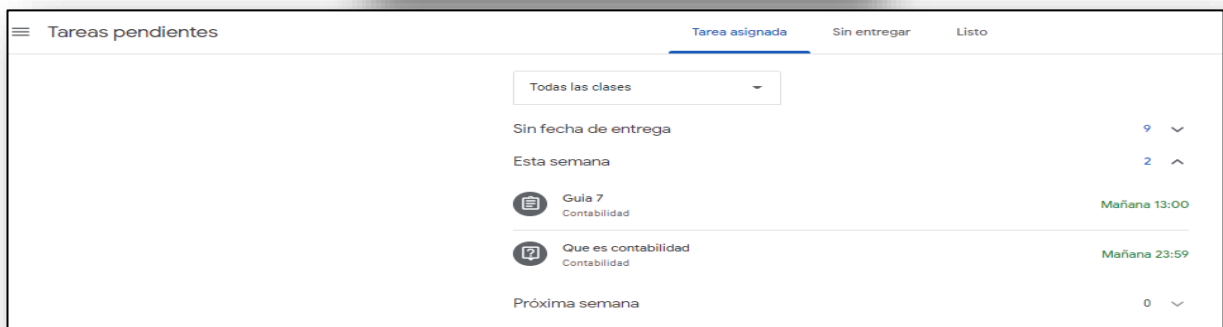 Tareas pendientes
Tarea asignada Sin entregar Listo
Todas las clases
Sin fecha de entrega 9
Esta semana 2
Guia 7
Contabilidad
Mañana 13:00
Que es contabilidad
Contabilidad
Mañana 23:59
Próxima semana 0